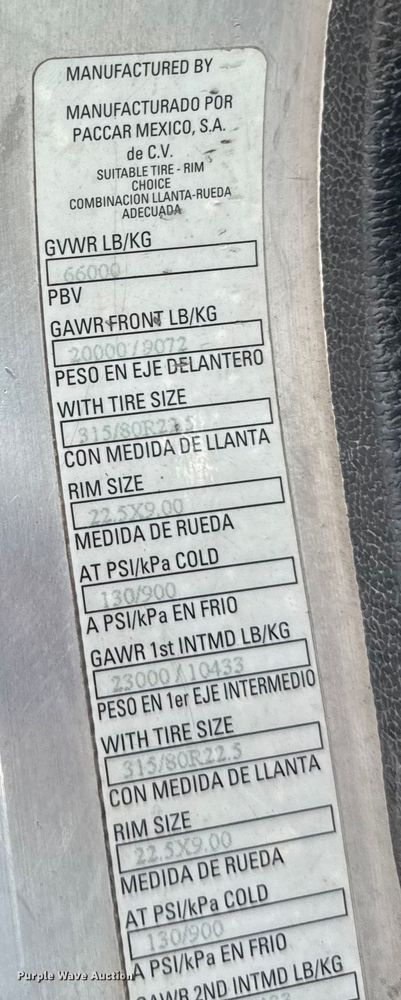 MANUFACTURED BY
MANUFACTURADO POR
PACCAR MEXICO, S.A.
de C.V.
SUITABLE TIRE - RIM
CHOICE
COMBINACION LLANTA-RUEDA
ADECUADA
GVWR LB/KG
66000
PBV
GAWR FRONT LB/KG
20000/9072
PESO EN EJE DELANTERO
WITH TIRE SIZE
315/80R22.5
CON MEDIDA DE LLANTA
RIM SIZE
22.5X9.00
MEDIDA DE RUEDA
AT PSI/kPa COLD
130/900
A PSI/kPa EN FRIO
GAWR 1st INTMD LB/KG
23000/10433
PESO EN 1er EJE INTERMEDIO
WITH TIRE SIZE
315/80R22.5
CON MEDIDA DE LLANTA
RIM SIZE
22.5X9.00
MEDIDA DE RUEDA
AT PSI/kPa COLD
130/900
A PSI/kPa EN FRIO
GAWR 2ND INTMD LB/KG
Purple Wave Auction